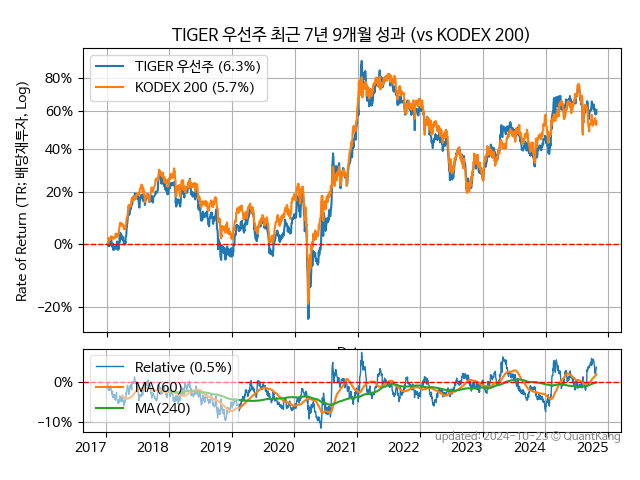 TIGER 우선주 최근 7년 9개월 성과 (vs KODEX 200)
Rate of Return (TR: 배당재투자, Log)
80%
60%
40%
20%
0%
−20%
TIGER 우선주 (6.3%)
KODEX 200 (5.7%)
0%
−10%
Relative (0.5%)
MA(60)
MA(240)
2017 2018 2019 2020 2021 2022 2023 2024 2025
updated: 2024-10-25 © QuantKang